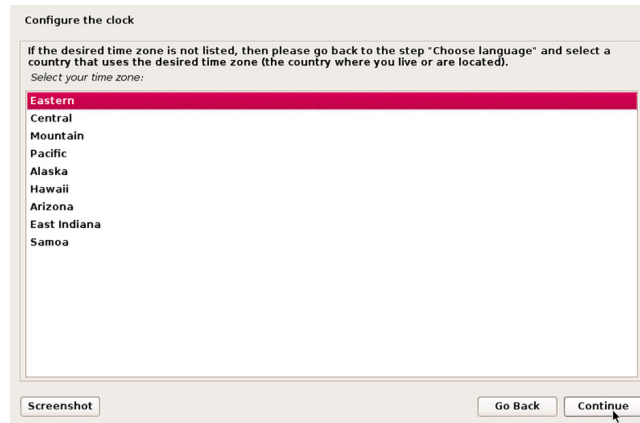 Configure the clock
If the desired time zone is not listed, then please go back to the step "Choose language" and select a
country that uses the desired time zone (the country where you live or are located).
Select your time zone:
Eastern
Central
Mountain
Pacific
Alaska
Hawaii
Arizona
East Indiana
Samoa
Screenshot
Go Back
Continue